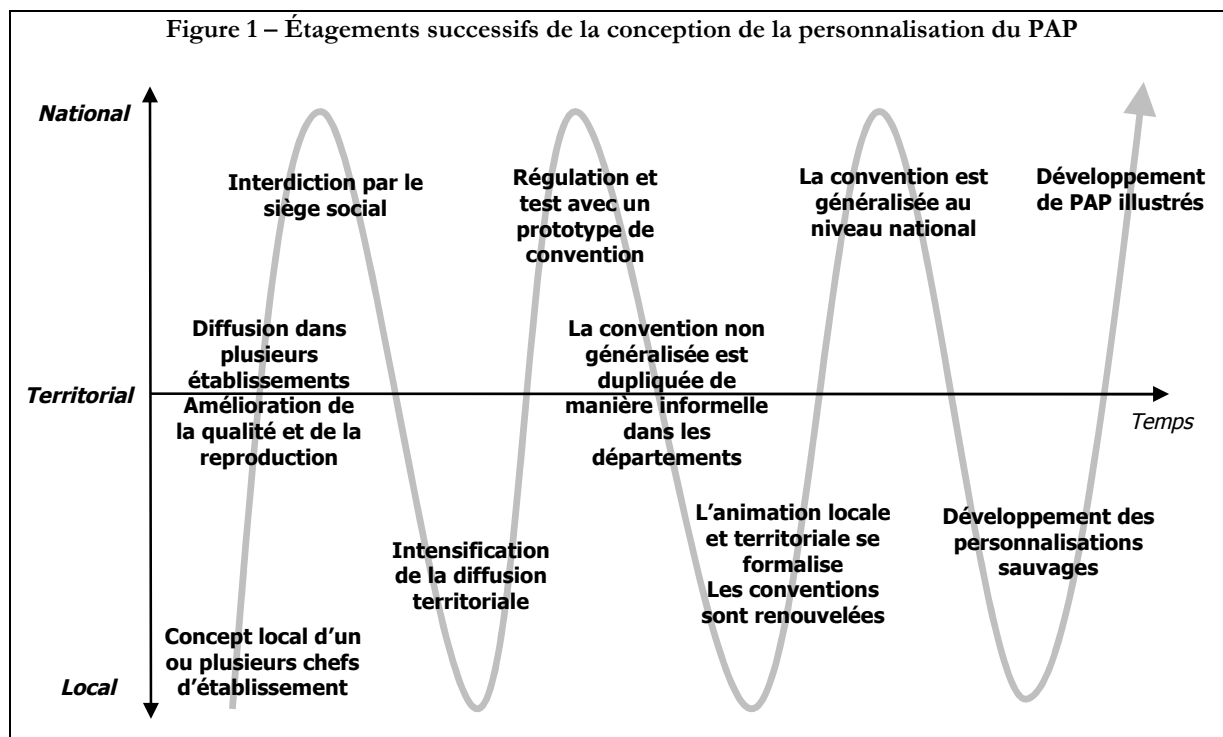 Figure 1 – Étagements successifs de la conception de la personnalisation du PAP
National
Interdiction par le
siège social
Régulation et
test avec un
prototype de
convention
La convention est
généralisée au
niveau national
Développement
de PAP illustrés
Territorial
Diffusion dans
plusieurs
établissements
Amélioration de
la qualité et de la
reproduction
La convention non
généralisée est
dupliquée de
manière informelle
dans les
départements
Temps
Intensification
de la diffusion
territoriale
L’animation locale
et territoriale se
formalise
Les conventions
sont renouvelées
Développement des
personnalisations
sauvages
Concept local d’un
ou plusieurs chefs
d’établissement
Local